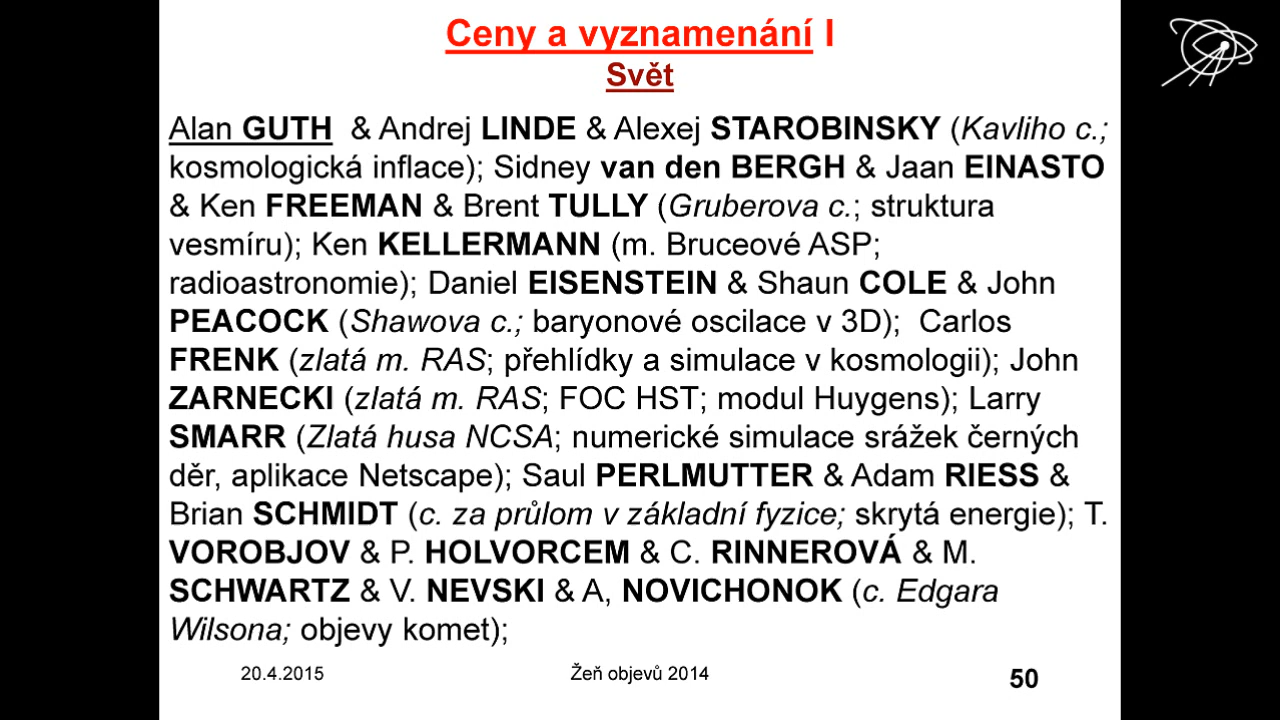 Ceny a vyznamenání I
Svět
Alan GUTH & Andrej LINDE & Alexej STAROBINSKY (Kavliho c.;
kosmologická inflace); Sidney van den BERGH & Jaan EINASTO
& Ken FREEMAN & Brent TULLY (Gruberova c.; struktura
vesmíru); Ken KELLERMANN (m. Bruceové ASP;
radioastronomie); Daniel EISENSTEIN & Shaun COLE & John
PEACOCK (Shawova c.; baryonové oscilace v 3D); Carlos
FRENK (zlatá m. RAS; přehlídky a simulace v kosmologii); John
ZARNECKI (zlatá m. RAS; FOC HST; modul Huygens); Larry
SMARR (Zlatá husa NCSA; numerické simulace srážek černých
děr, aplikace Netscape); Saul PERLMUTTER & Adam RIESS &
Brian SCHMIDT (c. za průlom v základní fyzice; skrytá energie); T.
VOROBJOV & P. HOLVORCEM & C. RINNEROVÁ & M.
SCHWARTZ & V. NEVSKI & A, NOVICHONOK (c. Edgara
Wilsona; objevy komet);
20.4.2015 Žeň objevů 2014 50